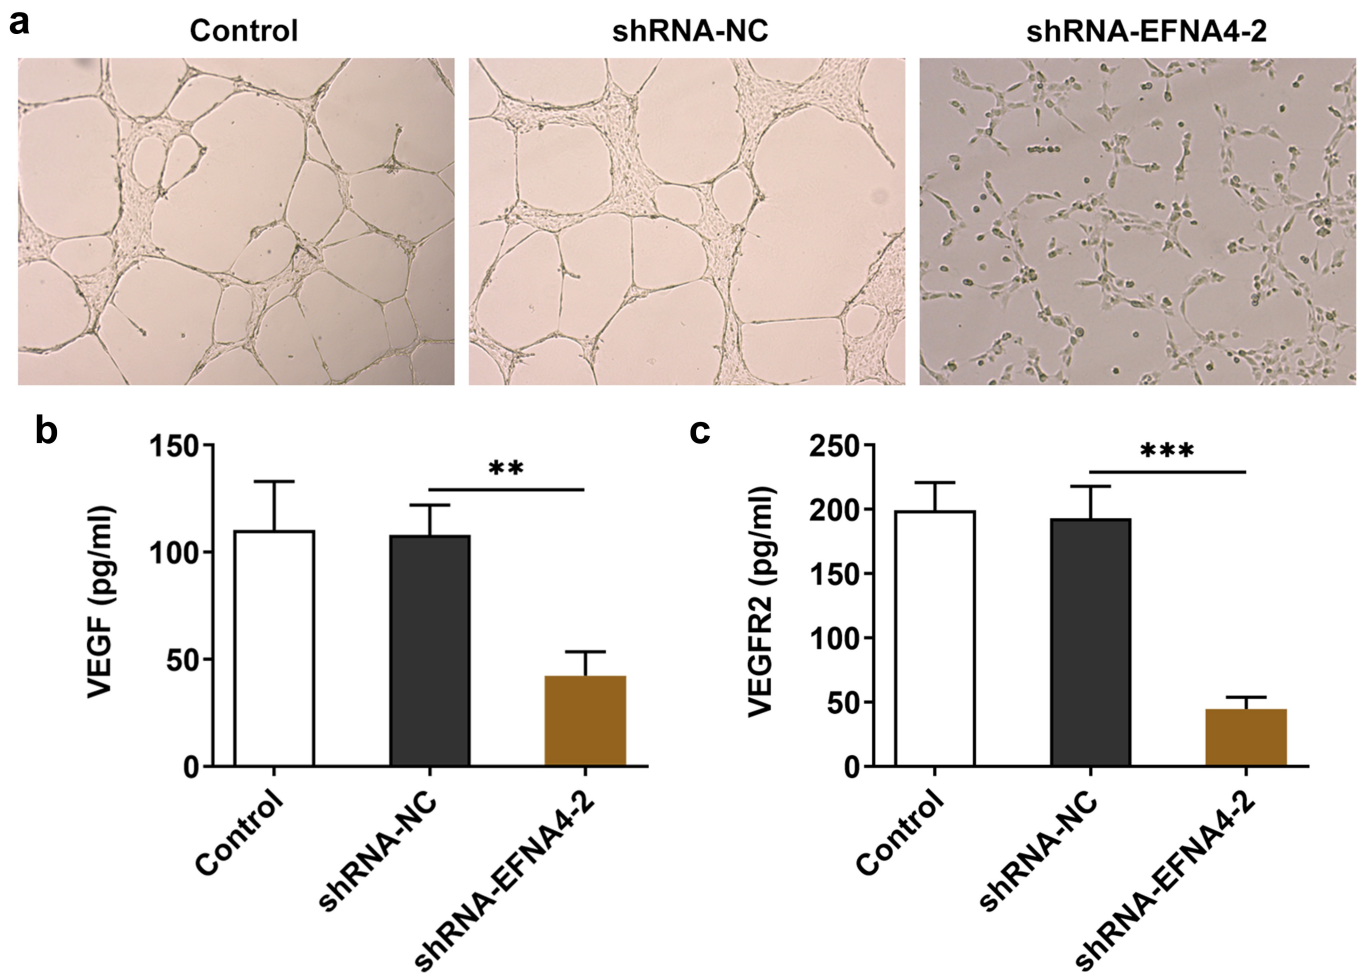 a
Control
shRNA-NC
shRNA-EFNA4-2
b
VEGF (pg/ml)
150
100
50
0
**
Control
shRNA-NC
shRNA-EFNA4-2
c
VEGFR2 (pg/ml)
250
200
150
100
50
0
***
Control
shRNA-NC
shRNA-EFNA4-2